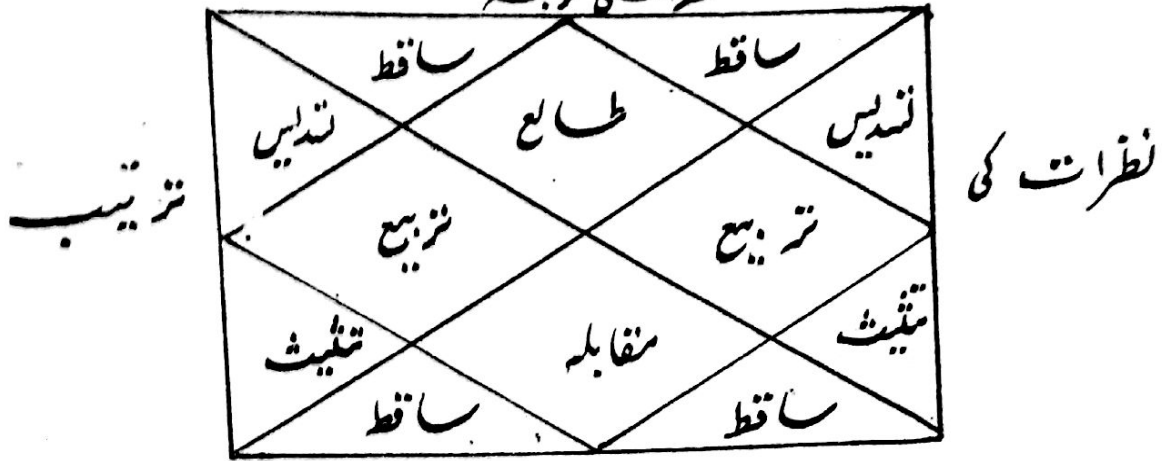 ساقط ساقط
تسدیس طالع تسدیس
نظرات کی ترتیب
تربیع تربیع
تثلیث مقابلہ تثلیث
ساقط ساقط